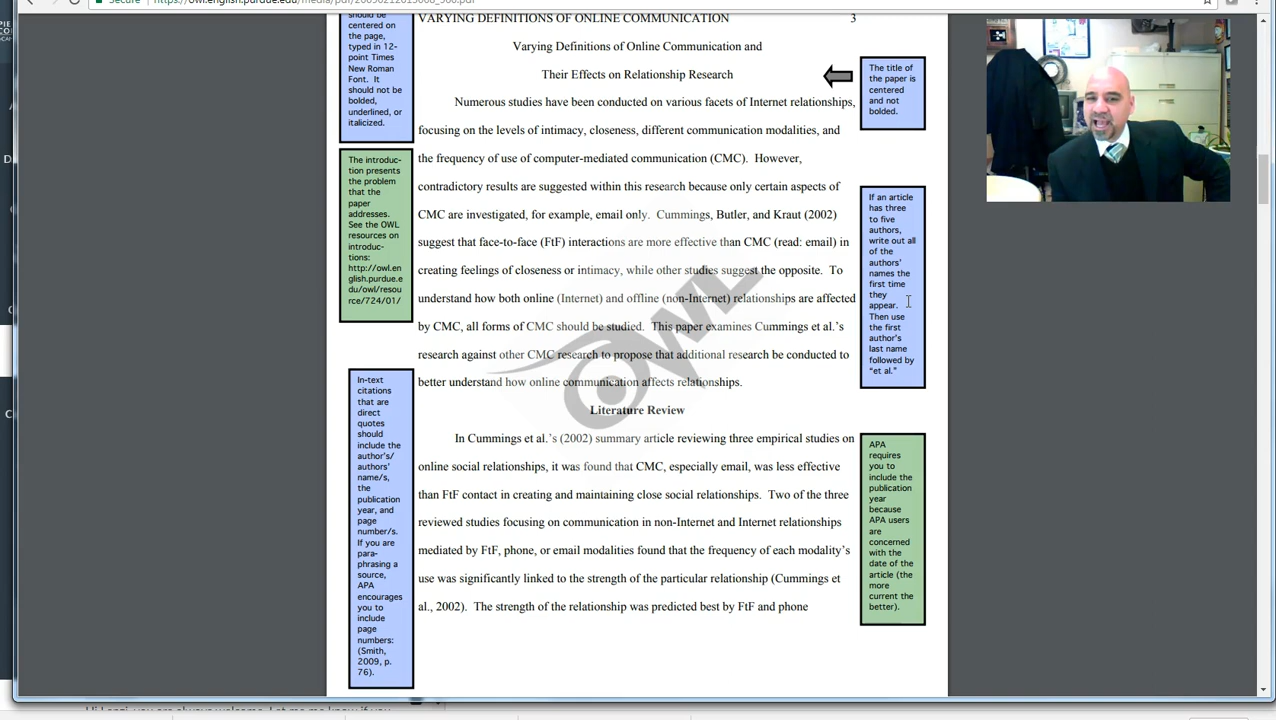 Secure
https://owl.english.purdue.edu/media/pdf/
VARYING DEFINITIONS OF ONLINE COMMUNICATION 3
Varying Definitions of Online Communication and
Their Effects on Relationship Research
Numerous studies have been conducted on various facets of Internet relationships,
focusing on the levels of intimacy, closeness, different communication modalities, and
the frequency of use of computer-mediated communication (CMC). However,
contradictory results are suggested within this research because only certain aspects of
CMC are investigated, for example, email only. Cummings, Butler, and Kraut (2002)
suggest that face-to-face (FtF) interactions are more effective than CMC (read: email) in
creating feelings of closeness or intimacy, while other studies suggest the opposite. To
understand how both online (Internet) and offline (non-Internet) relationships are affected
by CMC, all forms of CMC should be studied. This paper examines Cummings et al.'s
research against other CMC research to propose that additional research be conducted to
better understand how online communication affects relationships.
Literature Review
In Cummings et al.'s (2002) summary article reviewing three empirical studies on
online social relationships, it was found that CMC, especially email, was less effective
than FtF contact in creating and maintaining close social relationships. Two of the three
reviewed studies focusing on communication in non-Internet and Internet relationships
mediated by FtF, phone, or email modalities found that the frequency of each modality's
use was significantly linked to the strength of the particular relationship (Cummings et
al., 2002). The strength of the relationship was predicted best by FtF and phone
OWL
should be
centered on
the page,
typed in 12-
point Times
New Roman
Font. It
should not be
bolded,
underlined, or
italicized.
The introduc-
tion presents
the problem
that the
paper
addresses.
See the OWL
resources on
introduc-
tions:
http://owl.en
glish.purdue.e
du/owl/resou
rce/724/01/
In-text
citations
that are
direct
quotes
should
include the
author's/
authors'
name/s,
the
publication
year, and
page
number/s.
If you are
para-
phrasing a
source,
APA
encourages
you to
include
page
numbers:
(Smith,
2009, p.
76).
The title of
the paper is
centered
and not
bolded.
If an article
has three
to five
authors,
write out all
of the
authors'
names the
first time
they
appear.
Then use
the first
author's
last name
followed by
"et al."
APA
requires
you to
include the
publication
year
because
APA users
are
concerned
with the
date of the
article (the
more
current the
better).